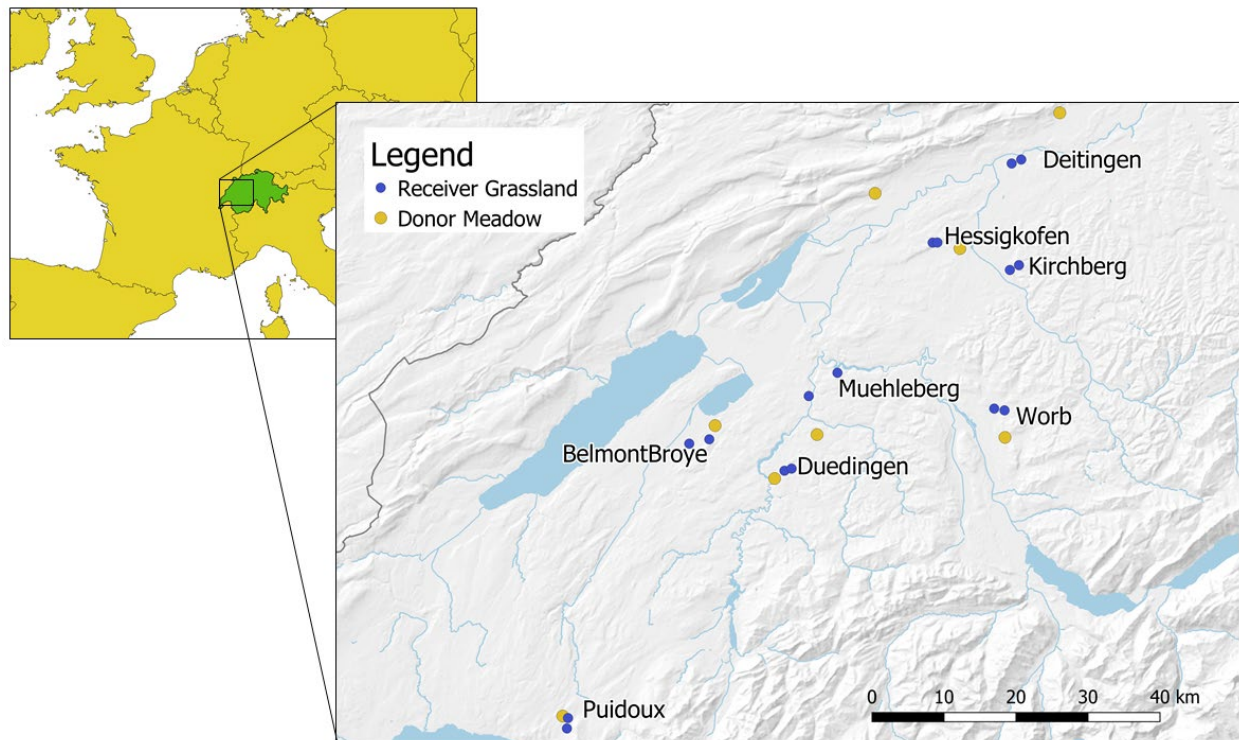 Legend
Receiver Grassland
Donor Meadow
Deitingen
Hessigkofen
Kirchberg
Muehleberg
Worb
BelmontBroye
Duedingen
Puidoux
0 10 20 30 40 km